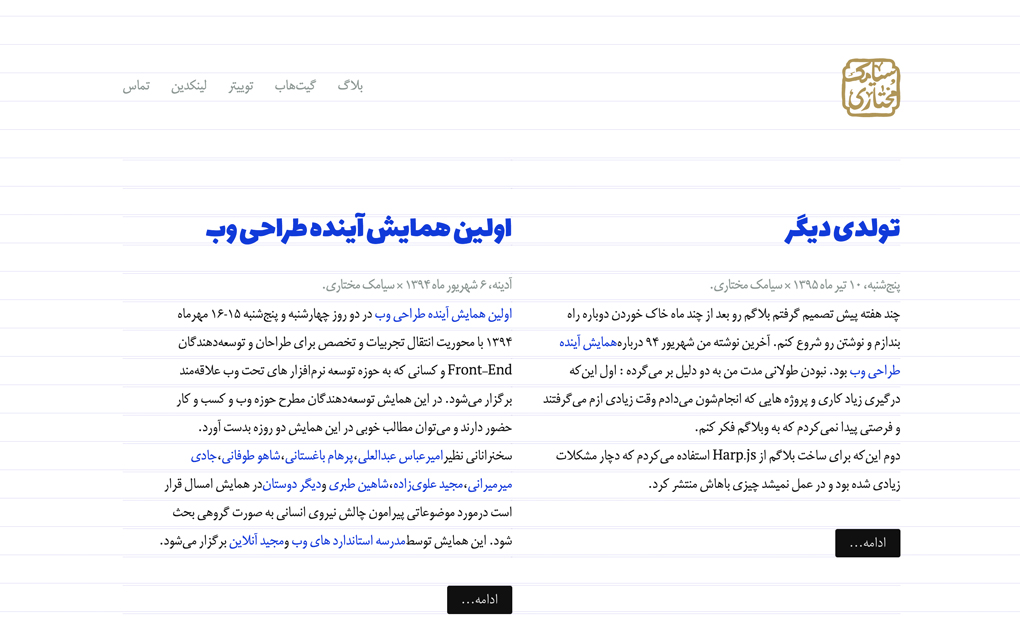 سیامک
مختاری
بلاگ گیت‌هاب توییتر لینکدین تماس
تولدی دیگر
پنج‌شنبه، ۱۰ تیر ماه ۱۳۹۵ × سیامک مختاری.
چند هفته پیش تصمیم گرفتم بلاگم رو بعد از چند ماه خاک خوردن دوباره راه
بندازم و نوشتن رو شروع کنم. آخرین نوشته من شهریور ۹۴ دربارههمایش آینده
طراحی وب بود. نبودن طولانی مدت من به دو دلیل بر می‌گرده : اول این‌که
درگیری زیاد کاری و پروژه هایی که انجام‌شون می‌دادم وقت زیادی ازم می‌گرفتند
و فرصتی پیدا نمی‌کردم که به وبلاگم فکر کنم.
دوم این‌که برای ساخت بلاگم از Harp.js استفاده می‌کردم که دچار مشکلات
زیادی شده بود و در عمل نمیشد چیزی باهاش منتشر کرد.
ادامه...
اولین همایش آینده طراحی وب
آدینه، ۶ شهریور ماه ۱۳۹۴ × سیامک مختاری.
اولین همایش آینده طراحی وب در دو روز چهارشنبه و پنج‌شنبه ۱۵-۱۶ مهرماه
۱۳۹۴ با محوریت انتقال تجربیات و تخصص برای طراحان و توسعه‌دهندگان
Front-End و کسانی که به حوزه توسعه نرم‌افزار های تحت وب علاقه‌مند
برگزار می‌شود. در این همایش توسعه‌دهندگان مطرح حوزه وب و کسب و کار
حضور دارند و می‌توان مطالب خوبی در این همایش دو روزه بدست آورد.
سخنرانانی نظیرامیرعباس عبدالعلی،پرهام باغستانی،شاهو طوفانی،جادی
میرمیرانی،مجید علوی‌زاده،شاهین طبری ودیگر دوستاندر همایش امسال قرار
است درمورد موضوعاتی پیرامون چالش نیروی انسانی به صورت گروهی بحث
شود. این همایش توسطمدرسه استاندارد های وب ومجید آنلاین برگزار می‌شود.
ادامه...